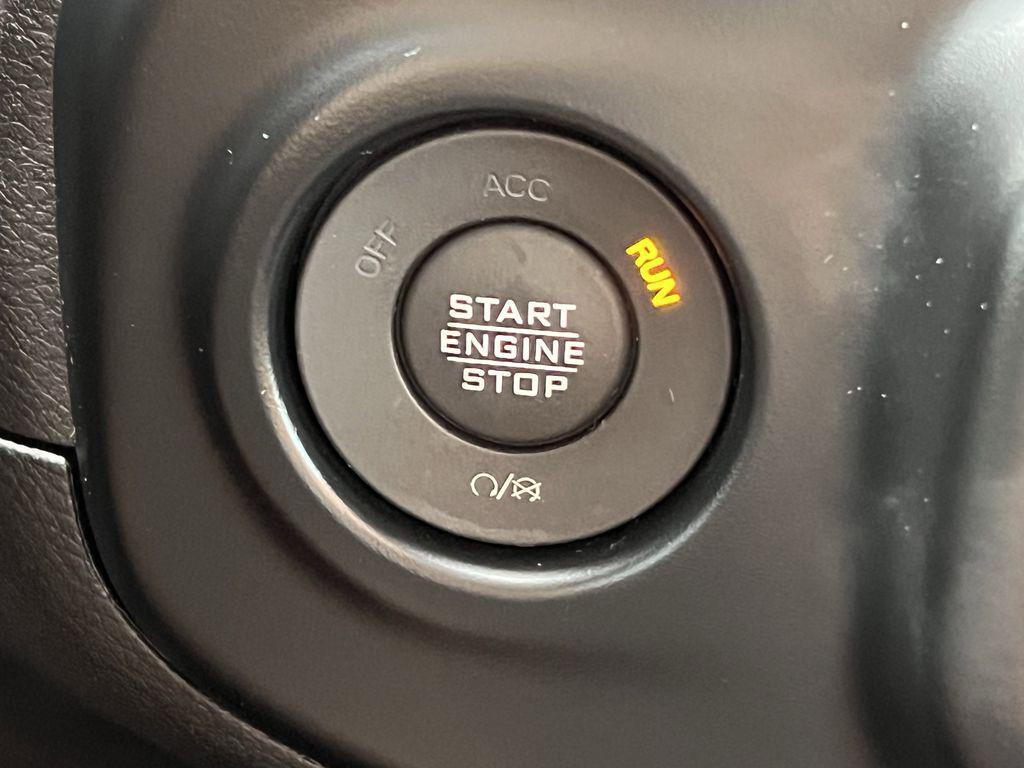 OFF
ACC
RUN
START
ENGINE
STOP